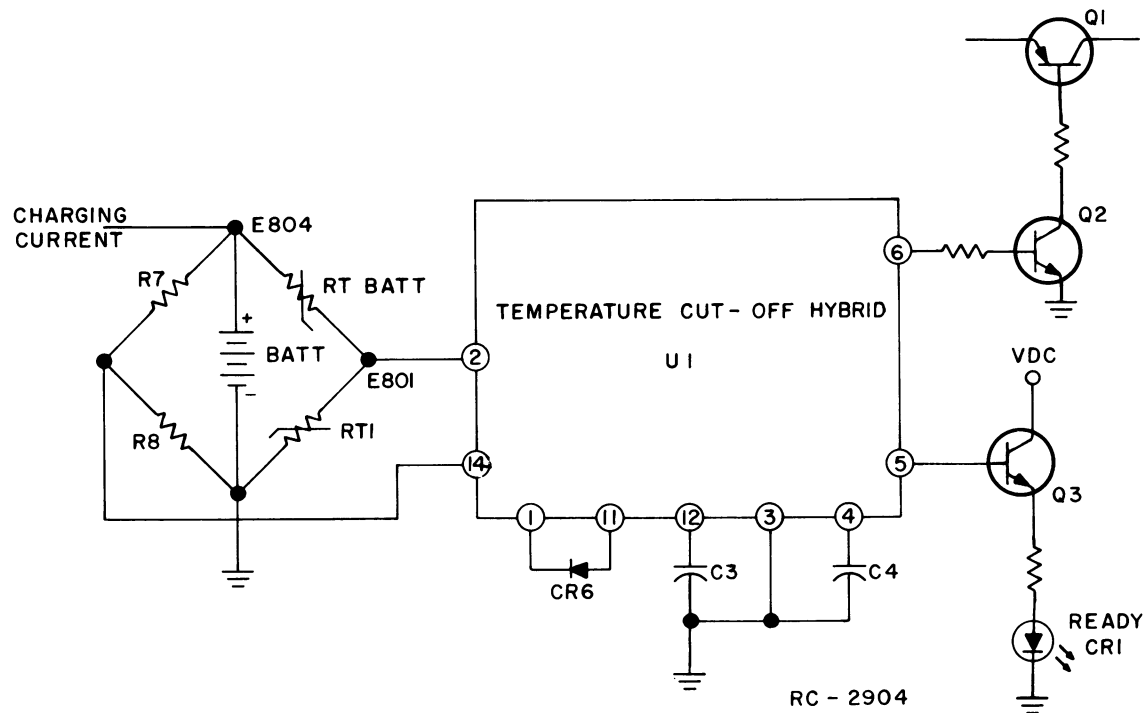 Q1
Q2
CHARGING
CURRENT
E804
R7
RT BATT
+
BATT
-
E801
R8
RT1
TEMPERATURE CUT-OFF HYBRID
U1
2
14
6
5
1
11
12
3
4
CR6
C3
C4
VDC
Q3
READY
CR1
RC-2904